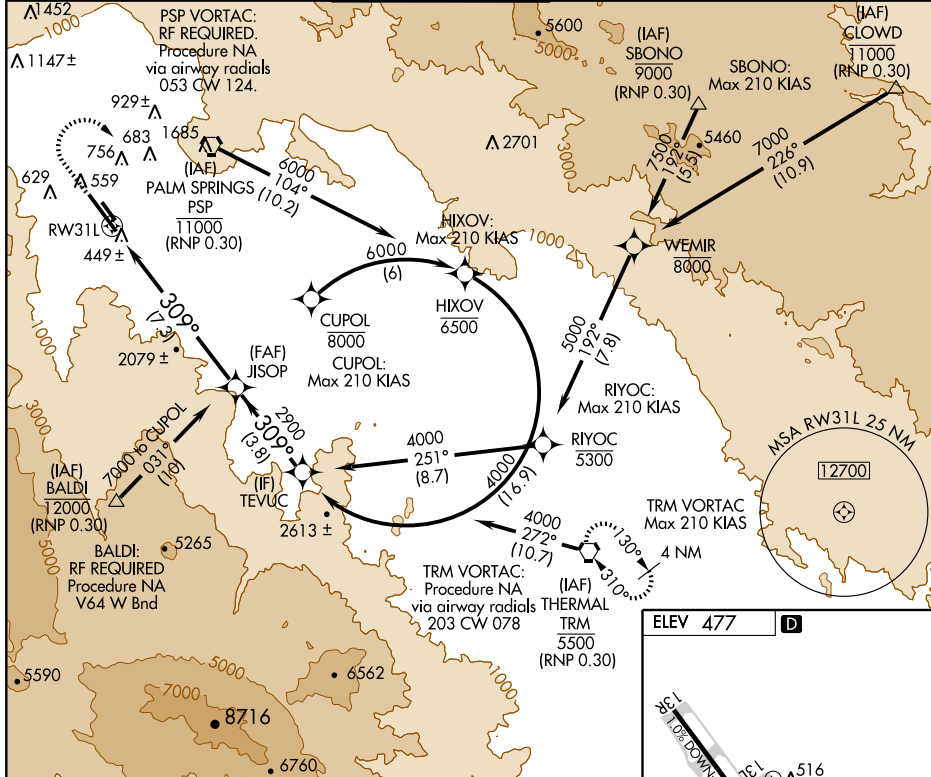 1452
PSP VORTAC:
RF REQUIRED.
Procedure NA
via airway radials
053 CW 124.
1147±
929±
683
1685
756
559
629
RW31L
449±
(IAF)
PALM SPRINGS
PSP
11000
(RNP 0.30)
6000
104°
(10.2)
5600
5000
(IAF)
SBONO
9000
(RNP 0.30)
SBONO:
Max 210 KIAS
(IAF)
CLOWD
11000
(RNP 0.30)
2701
3000
5460
7500
192°
(5.5)
7000
226°
(10.9)
HIXOV:
Max 210 KIAS
1000
WEMIR
8000
6000
(6)
HIXOV
6500
CUPOL
8000
CUPOL:
Max 210 KIAS
1000
309°
(7.3)
2079 ±
(FAF)
JISOP
5000
192°
(7.8)
RIYOC:
Max 210 KIAS
RIYOC
5300
2900
309°
(3.8)
4000
251°
(8.7)
4000
(16.9)
3000
7000 to CUPOL
031°
(10)
(IAF)
BALDI
12000
(RNP 0.30)
(IF)
TEVUC
2613 ±
BALDI:
RF REQUIRED
Procedure NA
V64 W Bnd
5000
5265
4000
272°
(10.7)
TRM VORTAC
Max 210 KIAS
130°
310°
4 NM
TRM VORTAC:
Procedure NA
via airway radials
203 CW 078
(IAF)
THERMAL
TRM
5500
(RNP 0.30)
MSA RW31L 25 NM
12700
1000
5590
5000
7000
8716
6562
6760
1000
ELEV 477
D
13R
1.0% DOWN
13L
516